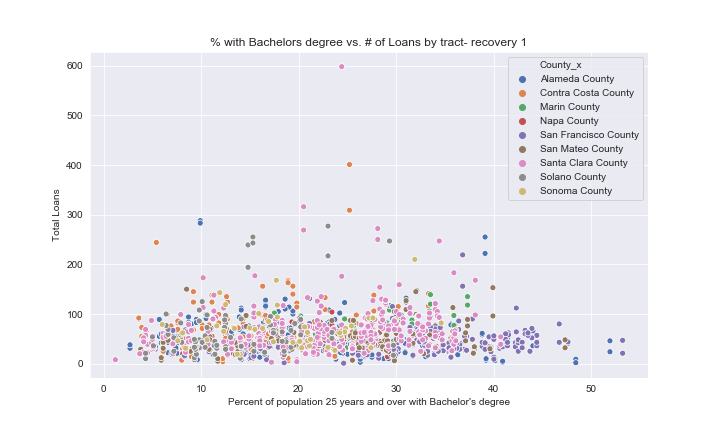 % with Bachelors degree vs. # of Loans by tract- recovery 1
County_x
Alameda County
Contra Costa County
Marin County
Napa County
San Francisco County
San Mateo County
Santa Clara County
Solano County
Sonoma County
Total Loans
600
500
400
300
200
100
0
0 10 20 30 40 50
Percent of population 25 years and over with Bachelor's degree